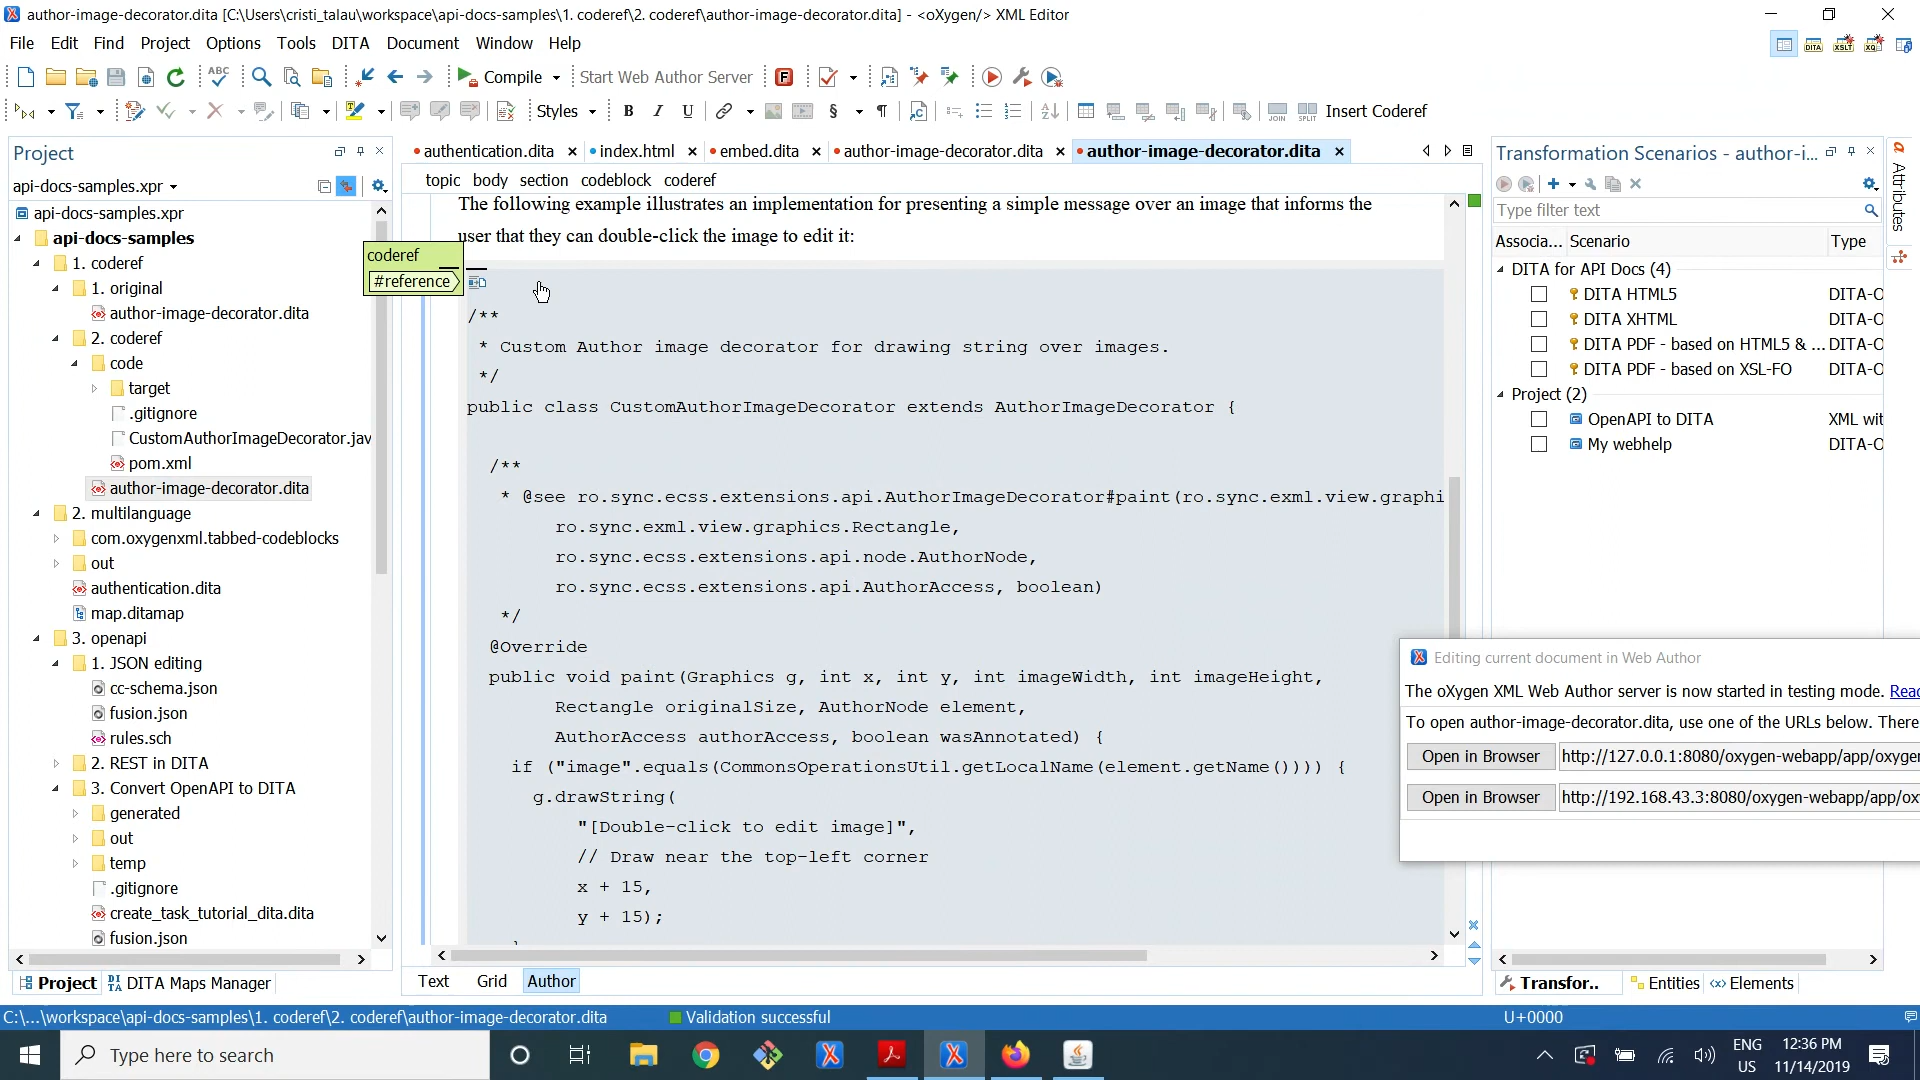 author-image-decorator.dita [C:\Users\cristi_talau\workspace\api-docs-samples\1. coderef\2. coderef\author-image-decorator.dita] - <oXygen/> XML Editor
File Edit Find Project Options Tools DITA Document Window Help
Compile Start Web Author Server
Styles B I U Insert Coderef
Project
api-docs-samples.xpr
api-docs-samples.xpr
api-docs-samples
1. coderef
1. original
author-image-decorator.dita
2. coderef
code
target
.gitignore
CustomAuthorImageDecorator.jav
pom.xml
author-image-decorator.dita
2. multilanguage
com.oxygenxml.tabbed-codeblocks
out
authentication.dita
map.ditamap
3. openapi
1. JSON editing
cc-schema.json
fusion.json
rules.sch
2. REST in DITA
3. Convert OpenAPI to DITA
generated
out
temp
.gitignore
create_task_tutorial_dita.dita
fusion.json
Project DITA Maps Manager
authentication.dita index.html embed.dita author-image-decorator.dita author-image-decorator.dita
topic body section codeblock coderef
The following example illustrates an implementation for presenting a simple message over an image that informs the
user that they can double-click the image to edit it:
coderef
#reference
/**
* Custom Author image decorator for drawing string over images.
*/
public class CustomAuthorImageDecorator extends AuthorImageDecorator {
/**
* @see ro.sync.ecss.extensions.api.AuthorImageDecorator#paint(ro.sync.exml.view.graphi
ro.sync.exml.view.graphics.Rectangle,
ro.sync.ecss.extensions.api.node.AuthorNode,
ro.sync.ecss.extensions.api.AuthorAccess, boolean)
*/
@Override
public void paint(Graphics g, int x, int y, int imageWidth, int imageHeight,
Rectangle originalSize, AuthorNode element,
AuthorAccess authorAccess, boolean wasAnnotated) {
if ("image".equals(CommonsOperationsUtil.getLocalName(element.getName()))) {
g.drawString(
"[Double-click to edit image]",
// Draw near the top-left corner
x + 15,
y + 15);
Text Grid Author
Transformation Scenarios - author-i...
Type filter text
Associa... Scenario Type
DITA for API Docs (4)
DITA HTML5 DITA-O
DITA XHTML DITA-O
DITA PDF - based on HTML5 & ... DITA-O
DITA PDF - based on XSL-FO DITA-O
Project (2)
OpenAPI to DITA XML wit
My webhelp DITA-O
Attributes
Editing current document in Web Author
The oXygen XML Web Author server is now started in testing mode. Read
To open author-image-decorator.dita, use one of the URLs below. There
Open in Browser http://127.0.0.1:8080/oxygen-webapp/app/oxygen
Open in Browser http://192.168.43.3:8080/oxygen-webapp/app/ox
Transfor.. Entities Elements
C:\...\workspace\api-docs-samples\1. coderef\2. coderef\author-image-decorator.dita Validation successful U+0000
Type here to search
ENG
US
12:36 PM
11/14/2019